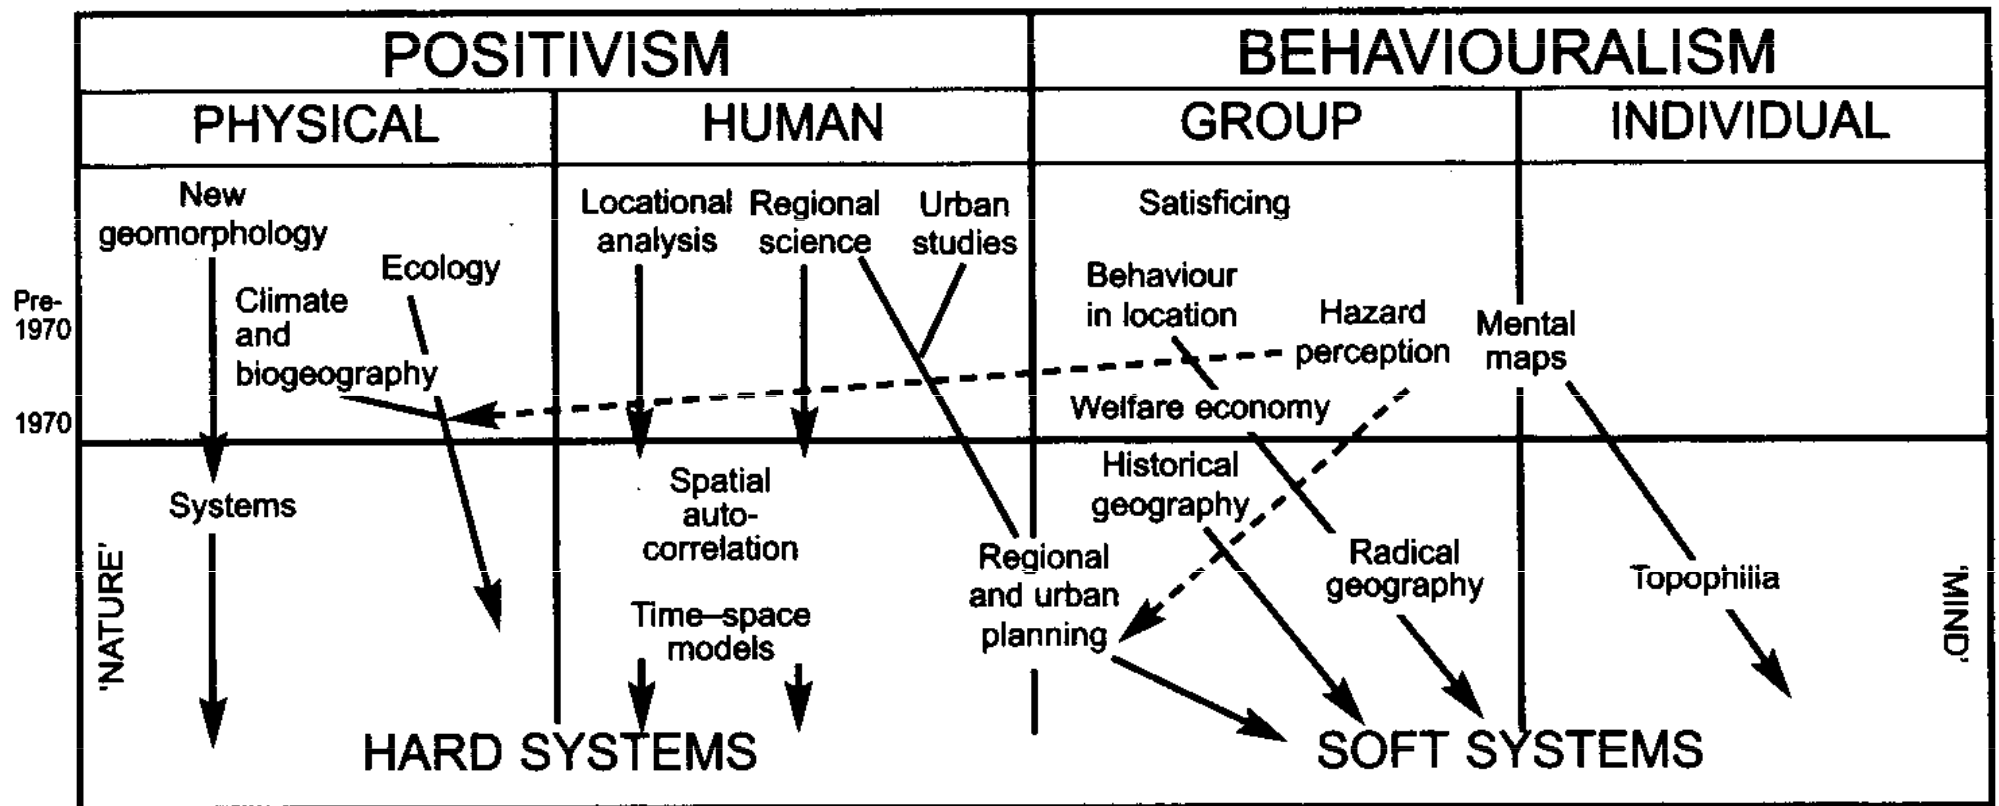 POSITIVISM
BEHAVIOURALISM
PHYSICAL
HUMAN
GROUP
INDIVIDUAL
New
geomorphology
Ecology
Climate
and
biogeography
Locational
analysis
Regional
science
Urban
studies
Satisficing
Behaviour
in location
Hazard
perception
Mental
maps
Welfare economy
Pre-
1970
1970
Systems
Spatial
auto-
correlation
Time–space
models
Regional
and urban
planning
Historical
geography
Radical
geography
Topophilia
'NATURE'
'MIND'
HARD SYSTEMS
SOFT SYSTEMS